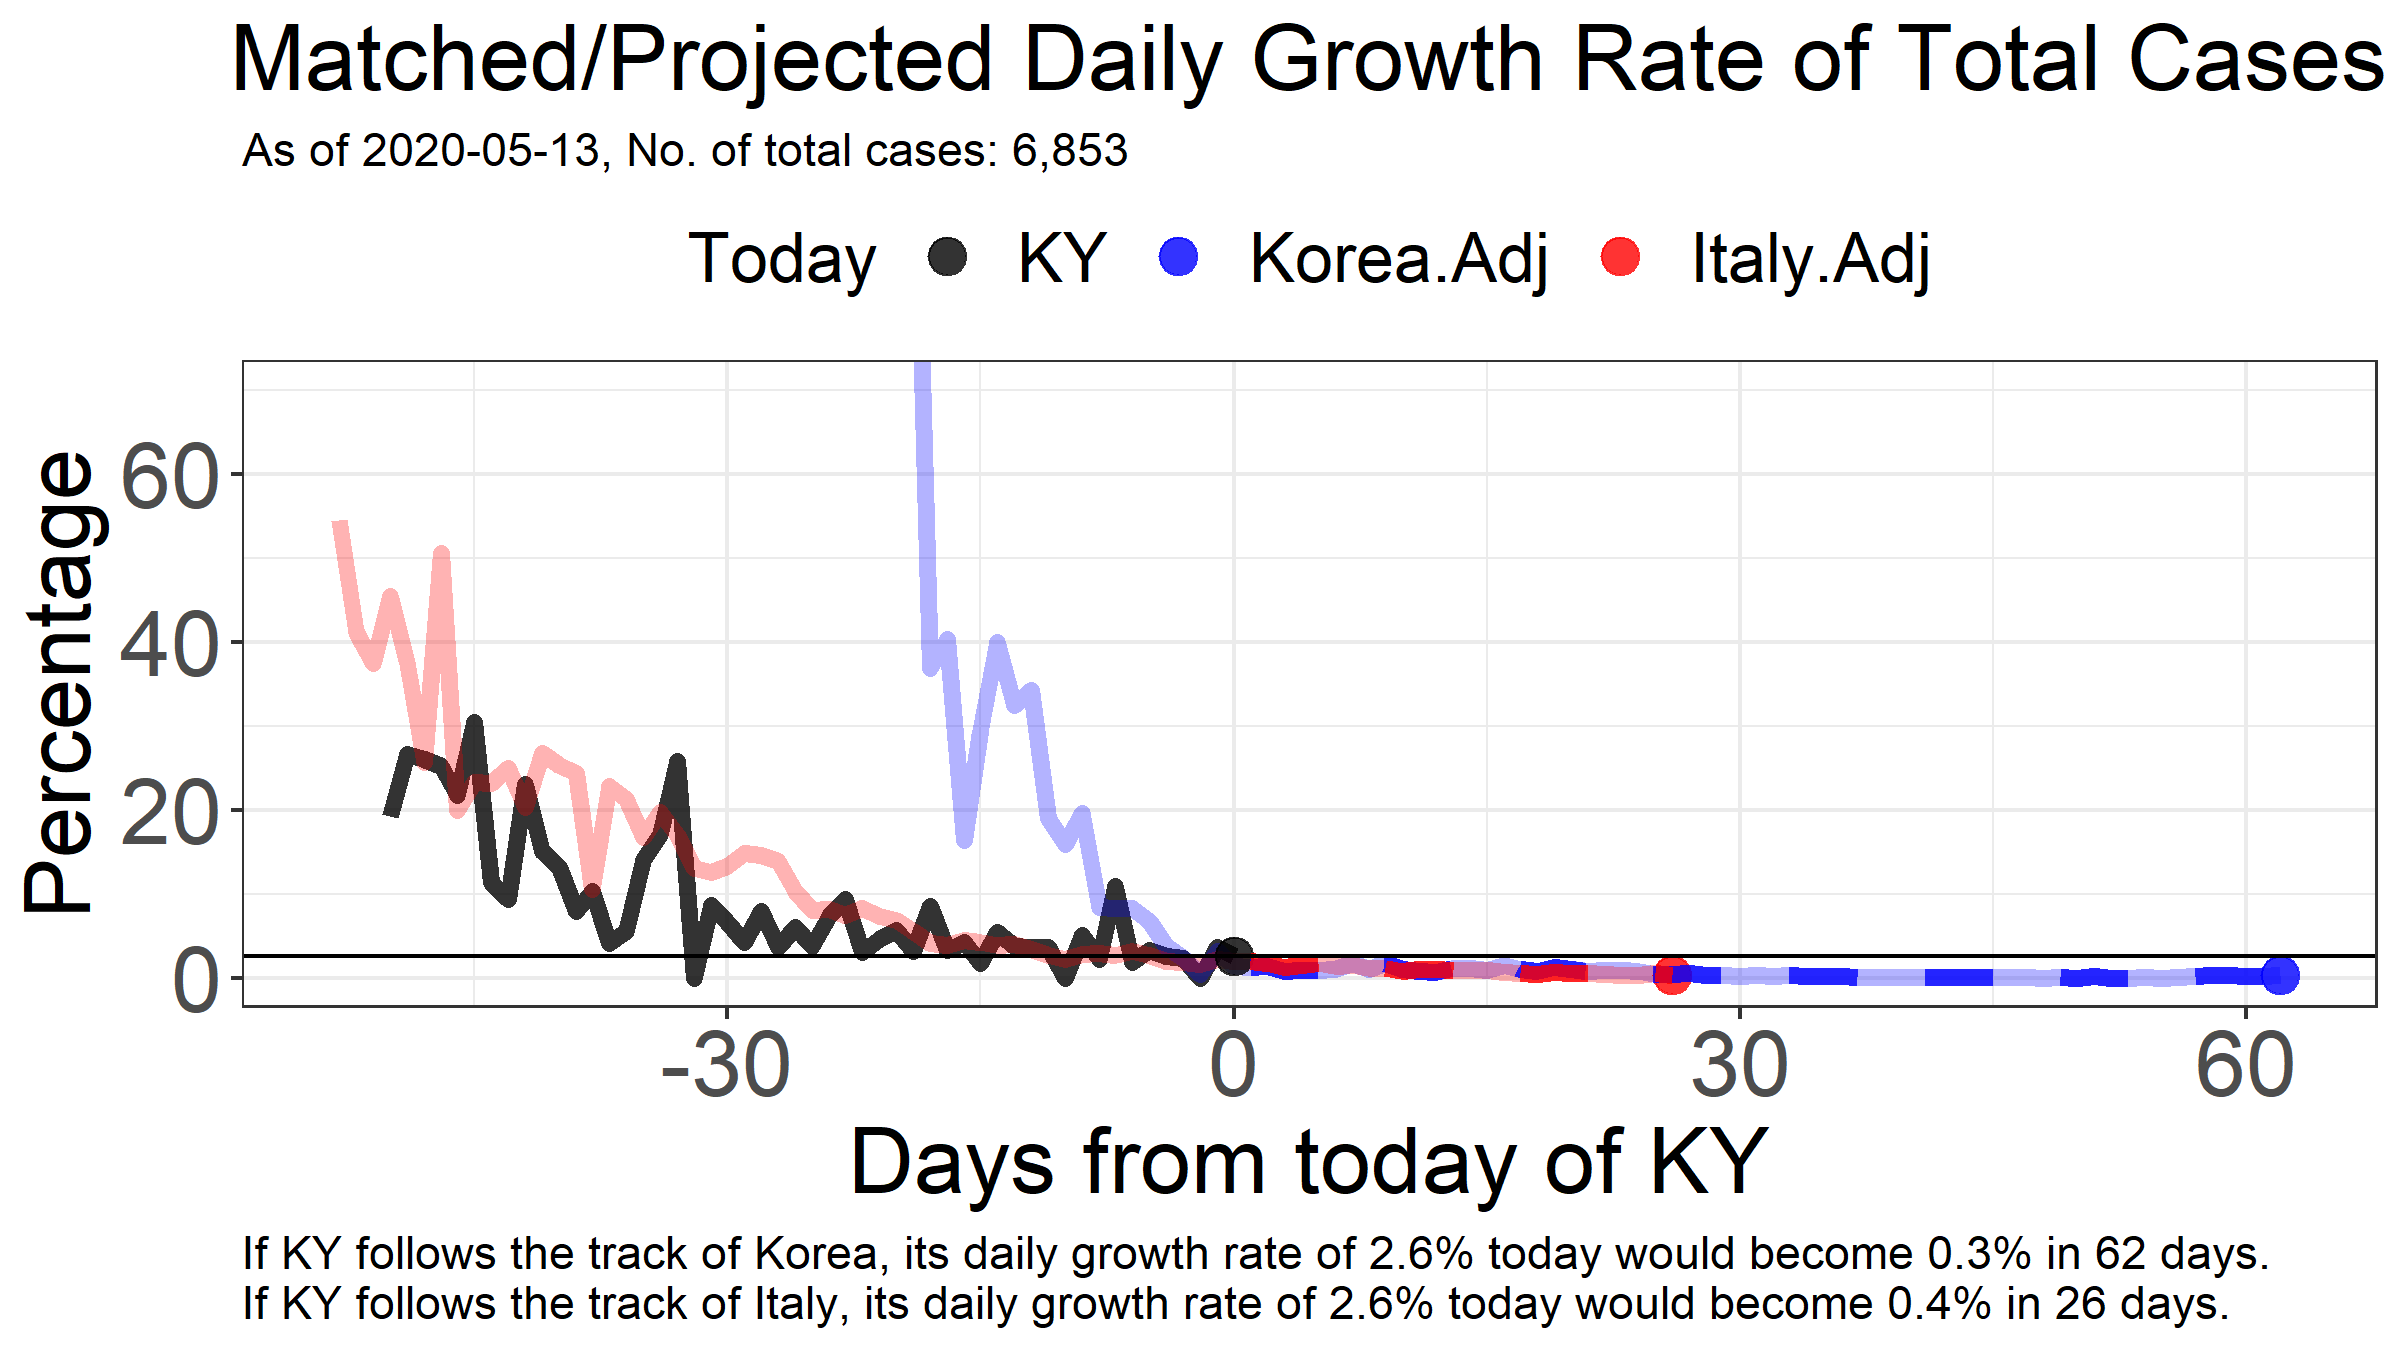 Matched/Projected Daily Growth Rate of Total Cases
As of 2020-05-13, No. of total cases: 6,853
Today KY Korea.Adj Italy.Adj
Percentage
60
40
20
0
-30 0 30 60
Days from today of KY
If KY follows the track of Korea, its daily growth rate of 2.6% today would become 0.3% in 62 days.
If KY follows the track of Italy, its daily growth rate of 2.6% today would become 0.4% in 26 days.